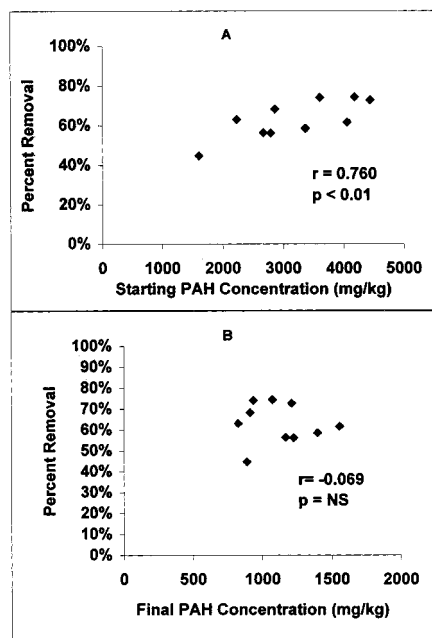 A
100%
80%
60%
40%
20%
0%
Percent Removal
r = 0.760
p < 0.01
0 1000 2000 3000 4000 5000
Starting PAH Concentration (mg/kg)
B
100%
90%
80%
70%
60%
50%
40%
30%
20%
10%
0%
Percent Removal
r= -0.069
p = NS
0 500 1000 1500 2000
Final PAH Concentration (mg/kg)